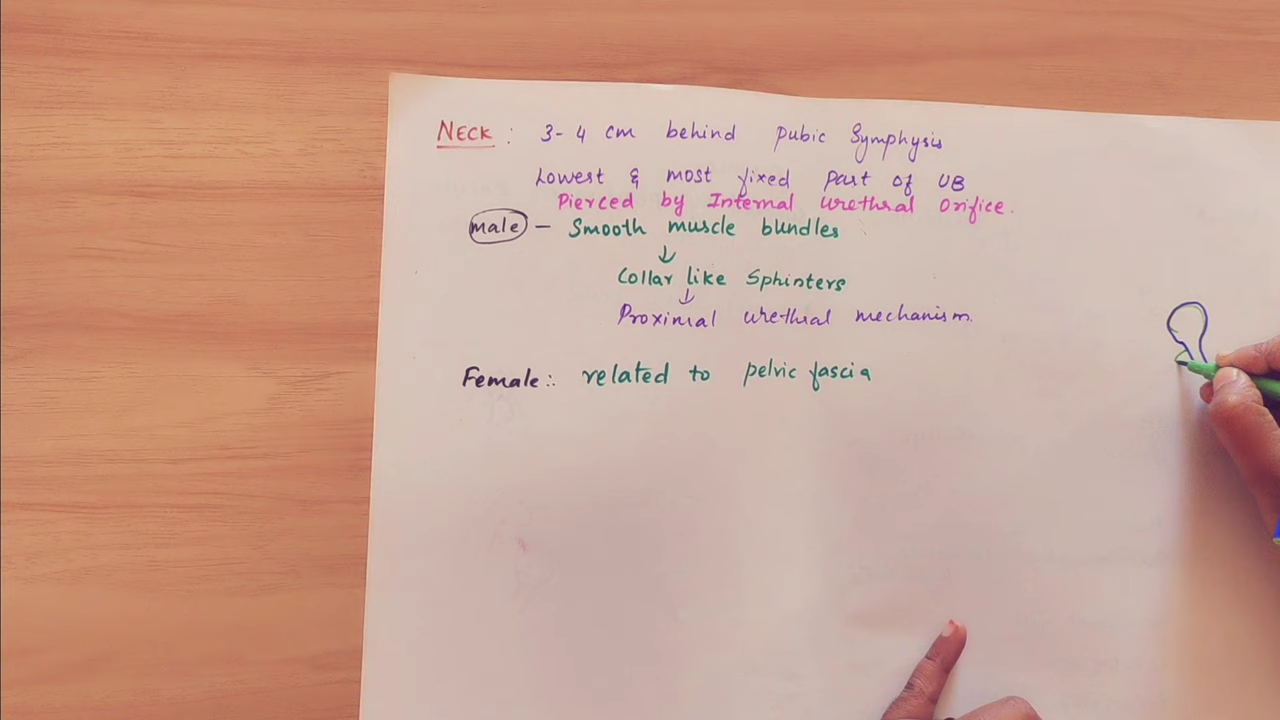 NECK : 3-4 cm behind pubic Symphysis
Lowest & most fixed part of UB
Pierced by Internal Urethral Orifice.
male – Smooth muscle bundles
↓
Collar like Sphinters
↓
Proximal urethral mechanism.
Female :. related to pelvic fascia